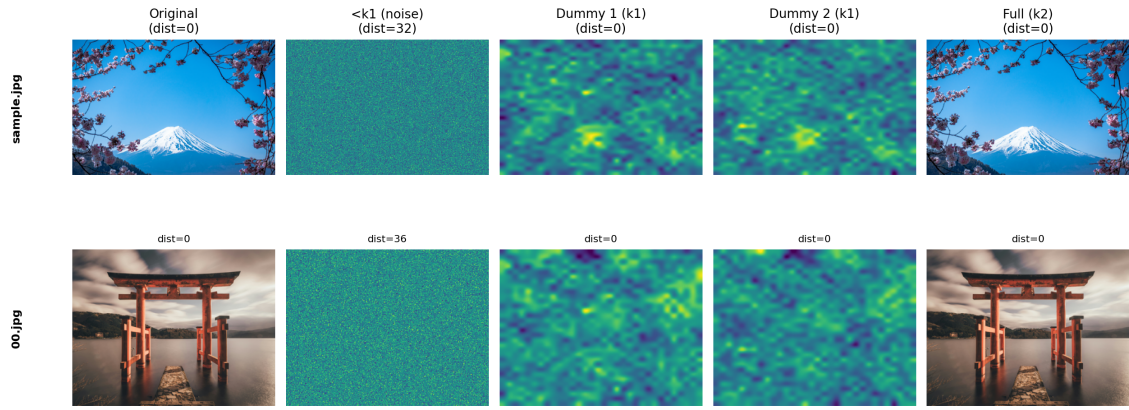 Original
(dist=0)
<k1 (noise)
(dist=32)
Dummy 1 (k1)
(dist=0)
Dummy 2 (k1)
(dist=0)
Full (k2)
(dist=0)
sample.jpg
dist=0
dist=36
dist=0
dist=0
dist=0
00.jpg